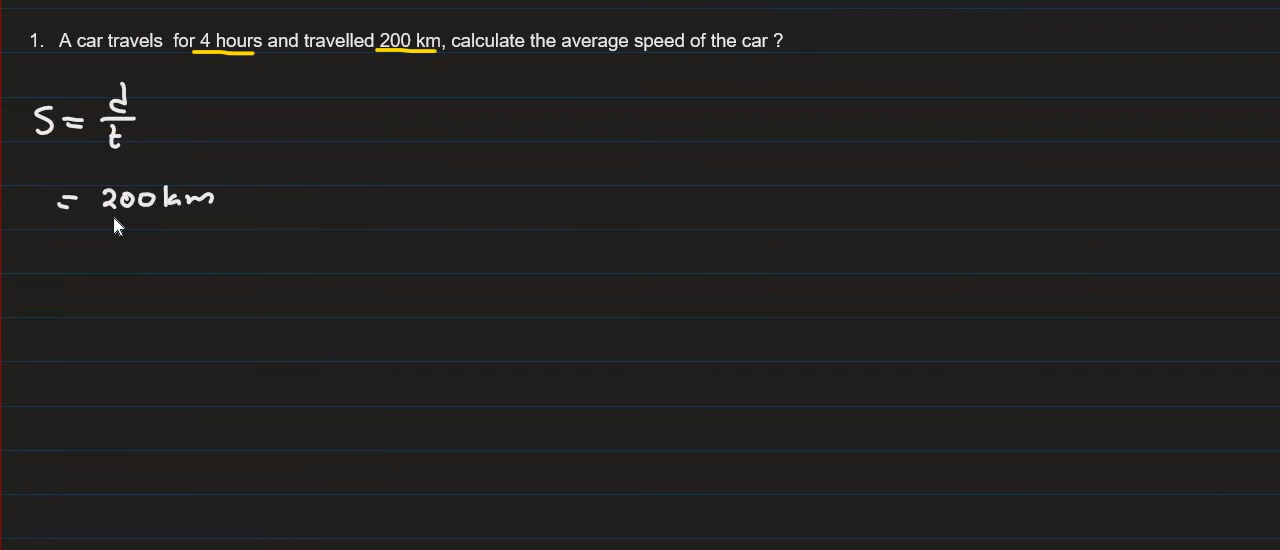 1. A car travels for 4 hours and travelled 200 km, calculate the average speed of the car ?
S = d/t
= 200 km